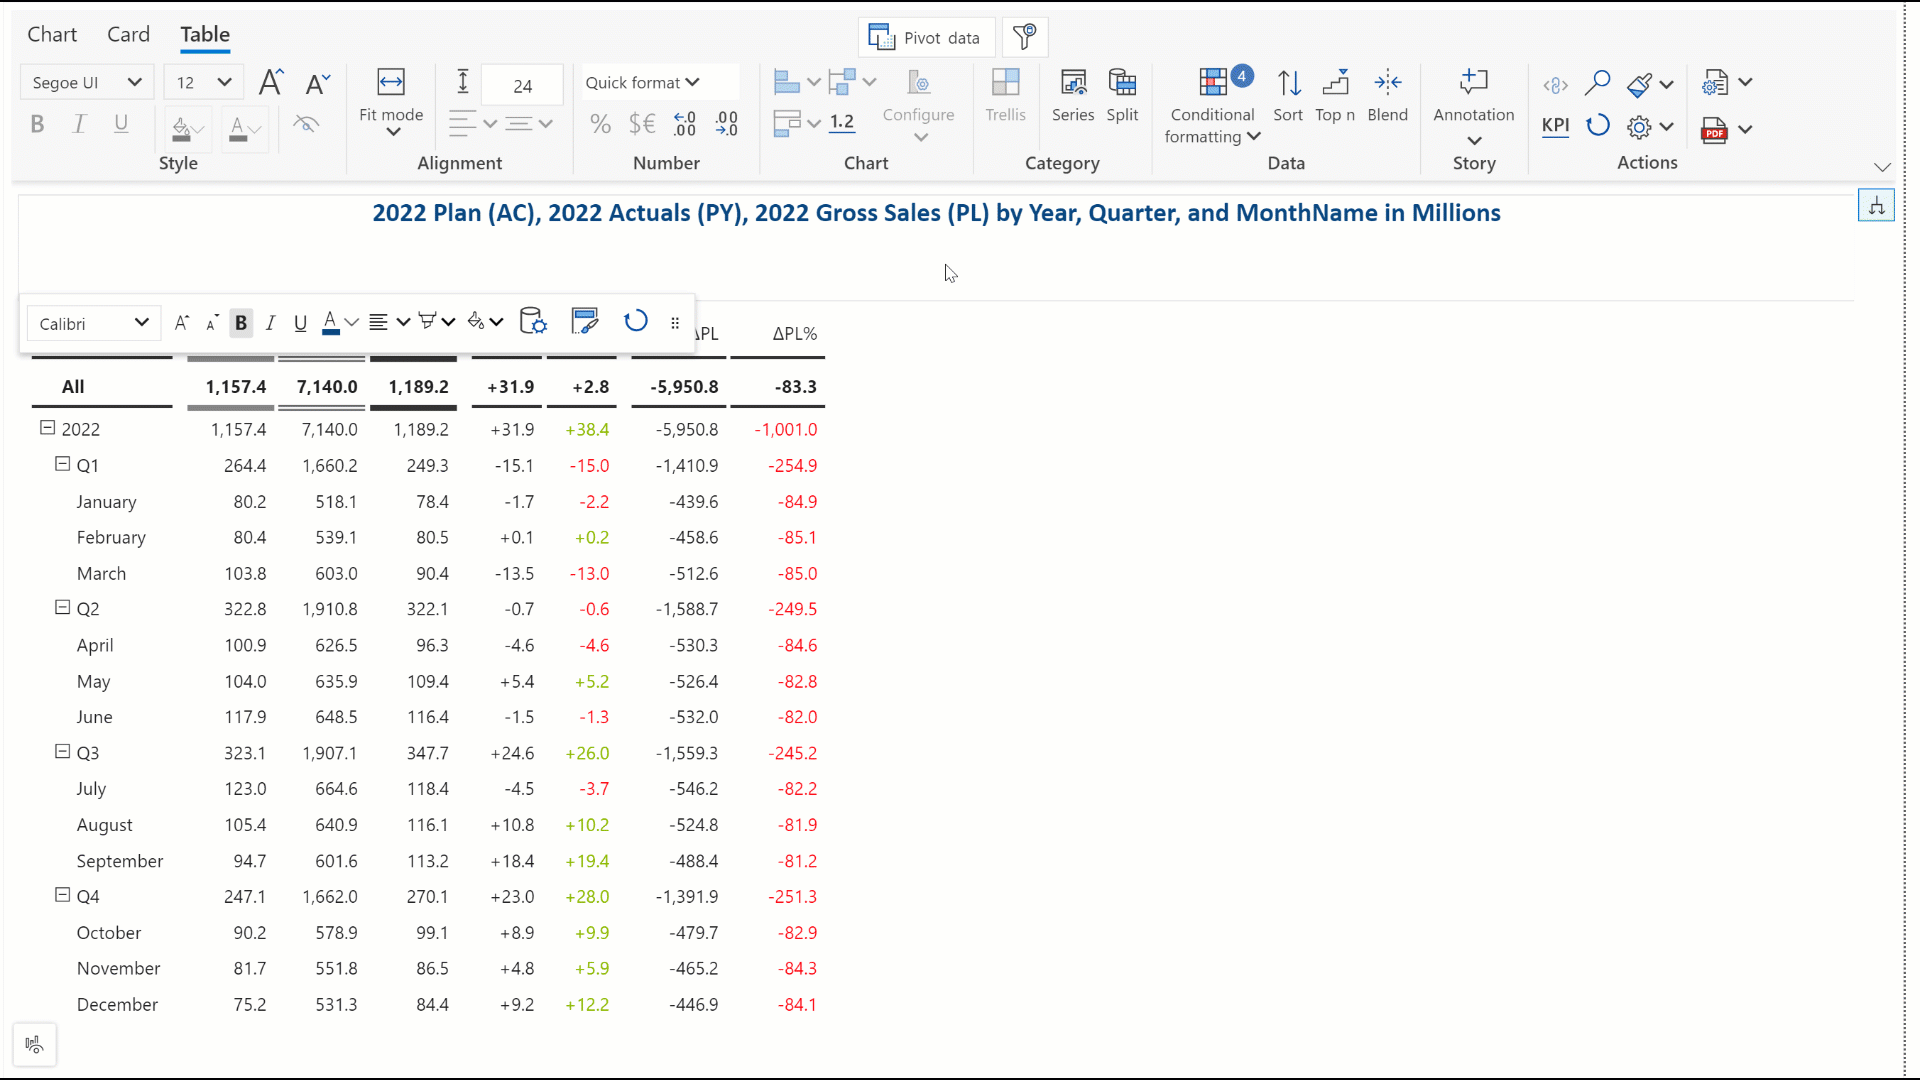 Chart Card Table
Pivot data
Segoe UI 12 A A
24
Quick format
4
B I U A
Fit mode
% $€ .0 .00 .00 .0
1.2
Configure
Trellis
Series Split
Conditional formatting
Sort Top n Blend
Annotation
KPI
PDF
Style Alignment Number Chart Category Data Story Actions
2022 Plan (AC), 2022 Actuals (PY), 2022 Gross Sales (PL) by Year, Quarter, and MonthName in Millions
Calibri A A B I U A
ΔPL ΔPL%
All 1,157.4 7,140.0 1,189.2 +31.9 +2.8 -5,950.8 -83.3
2022 1,157.4 7,140.0 1,189.2 +31.9 +38.4 -5,950.8 -1,001.0
Q1 264.4 1,660.2 249.3 -15.1 -15.0 -1,410.9 -254.9
January 80.2 518.1 78.4 -1.7 -2.2 -439.6 -84.9
February 80.4 539.1 80.5 +0.1 +0.2 -458.6 -85.1
March 103.8 603.0 90.4 -13.5 -13.0 -512.6 -85.0
Q2 322.8 1,910.8 322.1 -0.7 -0.6 -1,588.7 -249.5
April 100.9 626.5 96.3 -4.6 -4.6 -530.3 -84.6
May 104.0 635.9 109.4 +5.4 +5.2 -526.4 -82.8
June 117.9 648.5 116.4 -1.5 -1.3 -532.0 -82.0
Q3 323.1 1,907.1 347.7 +24.6 +26.0 -1,559.3 -245.2
July 123.0 664.6 118.4 -4.5 -3.7 -546.2 -82.2
August 105.4 640.9 116.1 +10.8 +10.2 -524.8 -81.9
September 94.7 601.6 113.2 +18.4 +19.4 -488.4 -81.2
Q4 247.1 1,662.0 270.1 +23.0 +28.0 -1,391.9 -251.3
October 90.2 578.9 99.1 +8.9 +9.9 -479.7 -82.9
November 81.7 551.8 86.5 +4.8 +5.9 -465.2 -84.3
December 75.2 531.3 84.4 +9.2 +12.2 -446.9 -84.1